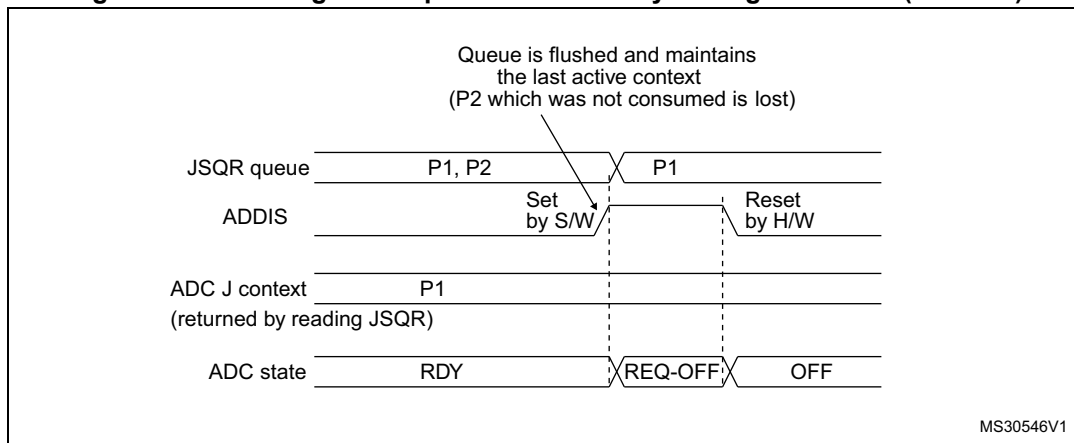 Queue is flushed and maintains
the last active context
(P2 which was not consumed is lost)
JSQR queue P1, P2 P1
ADDIS Set by S/W Reset by H/W
ADC J context P1
(returned by reading JSQR)
ADC state RDY REQ-OFF OFF
MS30546V1